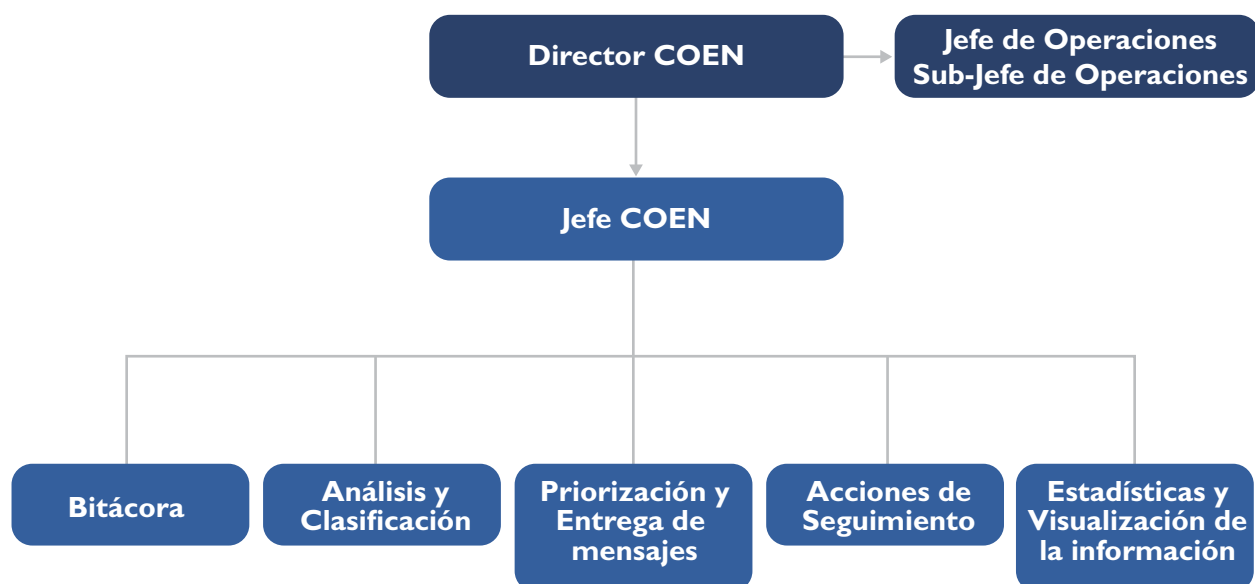 Director COEN
Jefe de Operaciones
Sub-Jefe de Operaciones
Jefe COEN
Bitácora
Análisis y
Clasificación
Priorización y
Entrega de
mensajes
Acciones de
Seguimiento
Estadísticas y
Visualización de
la información